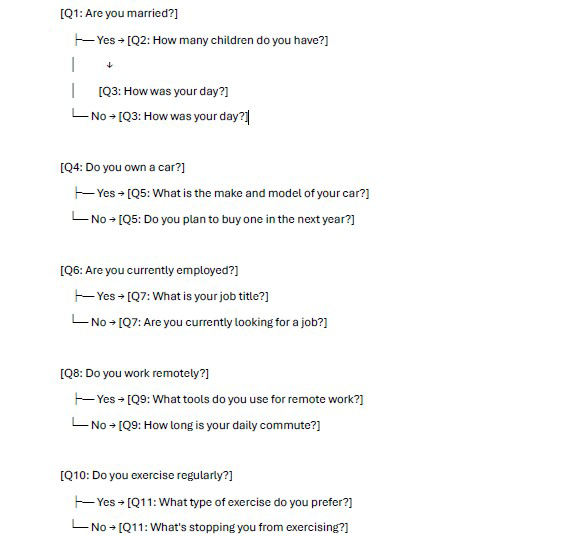 [Q1: Are you married?]
├── Yes → [Q2: How many children do you have?]
│ ↓
│ [Q3: How was your day?]
└── No → [Q3: How was your day?]
[Q4: Do you own a car?]
├── Yes → [Q5: What is the make and model of your car?]
└── No → [Q5: Do you plan to buy one in the next year?]
[Q6: Are you currently employed?]
├── Yes → [Q7: What is your job title?]
└── No → [Q7: Are you currently looking for a job?]
[Q8: Do you work remotely?]
├── Yes → [Q9: What tools do you use for remote work?]
└── No → [Q9: How long is your daily commute?]
[Q10: Do you exercise regularly?]
├── Yes → [Q11: What type of exercise do you prefer?]
└── No → [Q11: What's stopping you from exercising?]